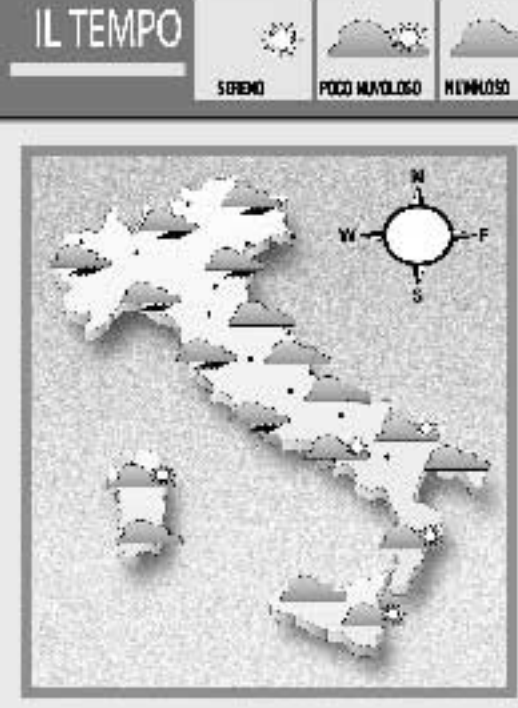 IL TEMPO
SERENO
POCO NUVOLOSO
NUVOLOSO
N
W
E
S